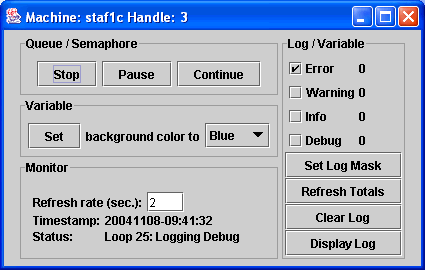 Machine: staf1c Handle: 3
Queue / Semaphore
Stop Pause Continue
Variable
Set background color to Blue
Monitor
Refresh rate (sec.): 2
Timestamp: 20041108-09:41:32
Status: Loop 25: Logging Debug
Log / Variable
Error 0
Warning 0
Info 0
Debug 0
Set Log Mask
Refresh Totals
Clear Log
Display Log